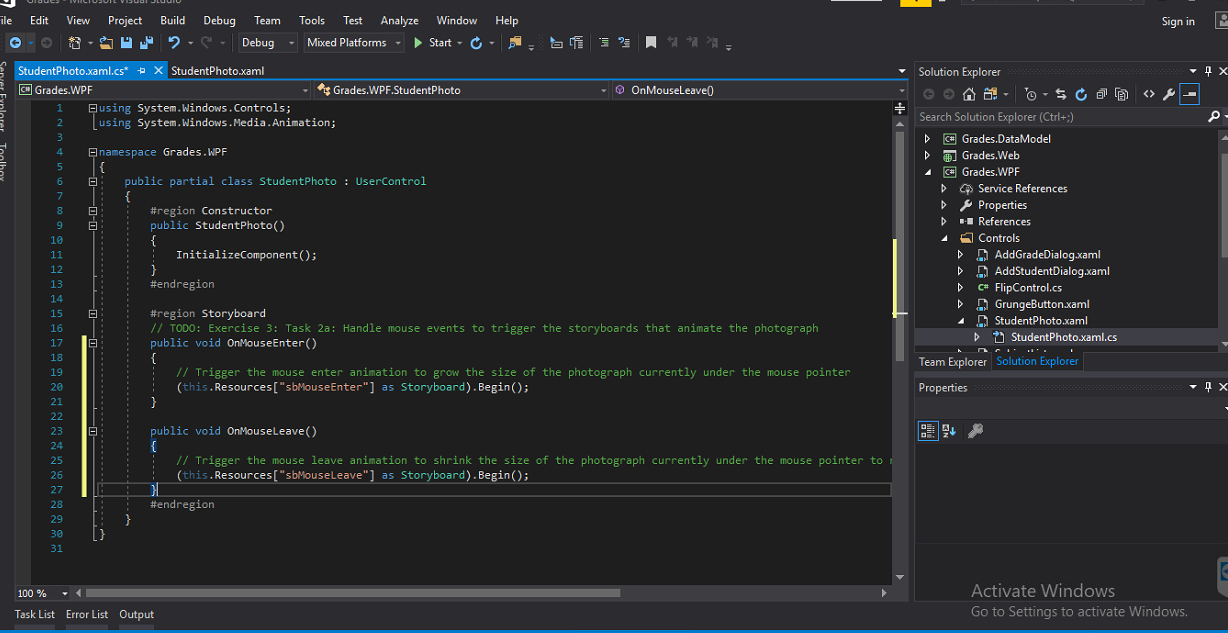 Grades - Microsoft Visual Studio
File Edit View Project Build Debug Team Tools Test Analyze Window Help
Sign in
Debug Mixed Platforms Start
StudentPhoto.xaml.cs* StudentPhoto.xaml
Grades.WPF Grades.WPF.StudentPhoto OnMouseLeave()
Server Explorer
Toolbox
1 using System.Windows.Controls;
2 using System.Windows.Media.Animation;
3
4 namespace Grades.WPF
5 {
6 public partial class StudentPhoto : UserControl
7 {
8 #region Constructor
9 public StudentPhoto()
10 {
11 InitializeComponent();
12 }
13 #endregion
14
15 #region Storyboard
16 // TODO: Exercise 3: Task 2a: Handle mouse events to trigger the storyboards that animate the photograph
17 public void OnMouseEnter()
18 {
19 // Trigger the mouse enter animation to grow the size of the photograph currently under the mouse pointer
20 (this.Resources["sbMouseEnter"] as Storyboard).Begin();
21 }
22
23 public void OnMouseLeave()
24 {
25 // Trigger the mouse leave animation to shrink the size of the photograph currently under the mouse pointer to
26 (this.Resources["sbMouseLeave"] as Storyboard).Begin();
27 }
28 #endregion
29 }
30 }
31
100 %
Task List Error List Output
Solution Explorer
Search Solution Explorer (Ctrl+;)
Grades.DataModel
Grades.Web
Grades.WPF
Service References
Properties
References
Controls
AddGradeDialog.xaml
AddStudentDialog.xaml
FlipControl.cs
GrungeButton.xaml
StudentPhoto.xaml
StudentPhoto.xaml.cs
Team Explorer Solution Explorer
Properties
Activate Windows
Go to Settings to activate Windows.